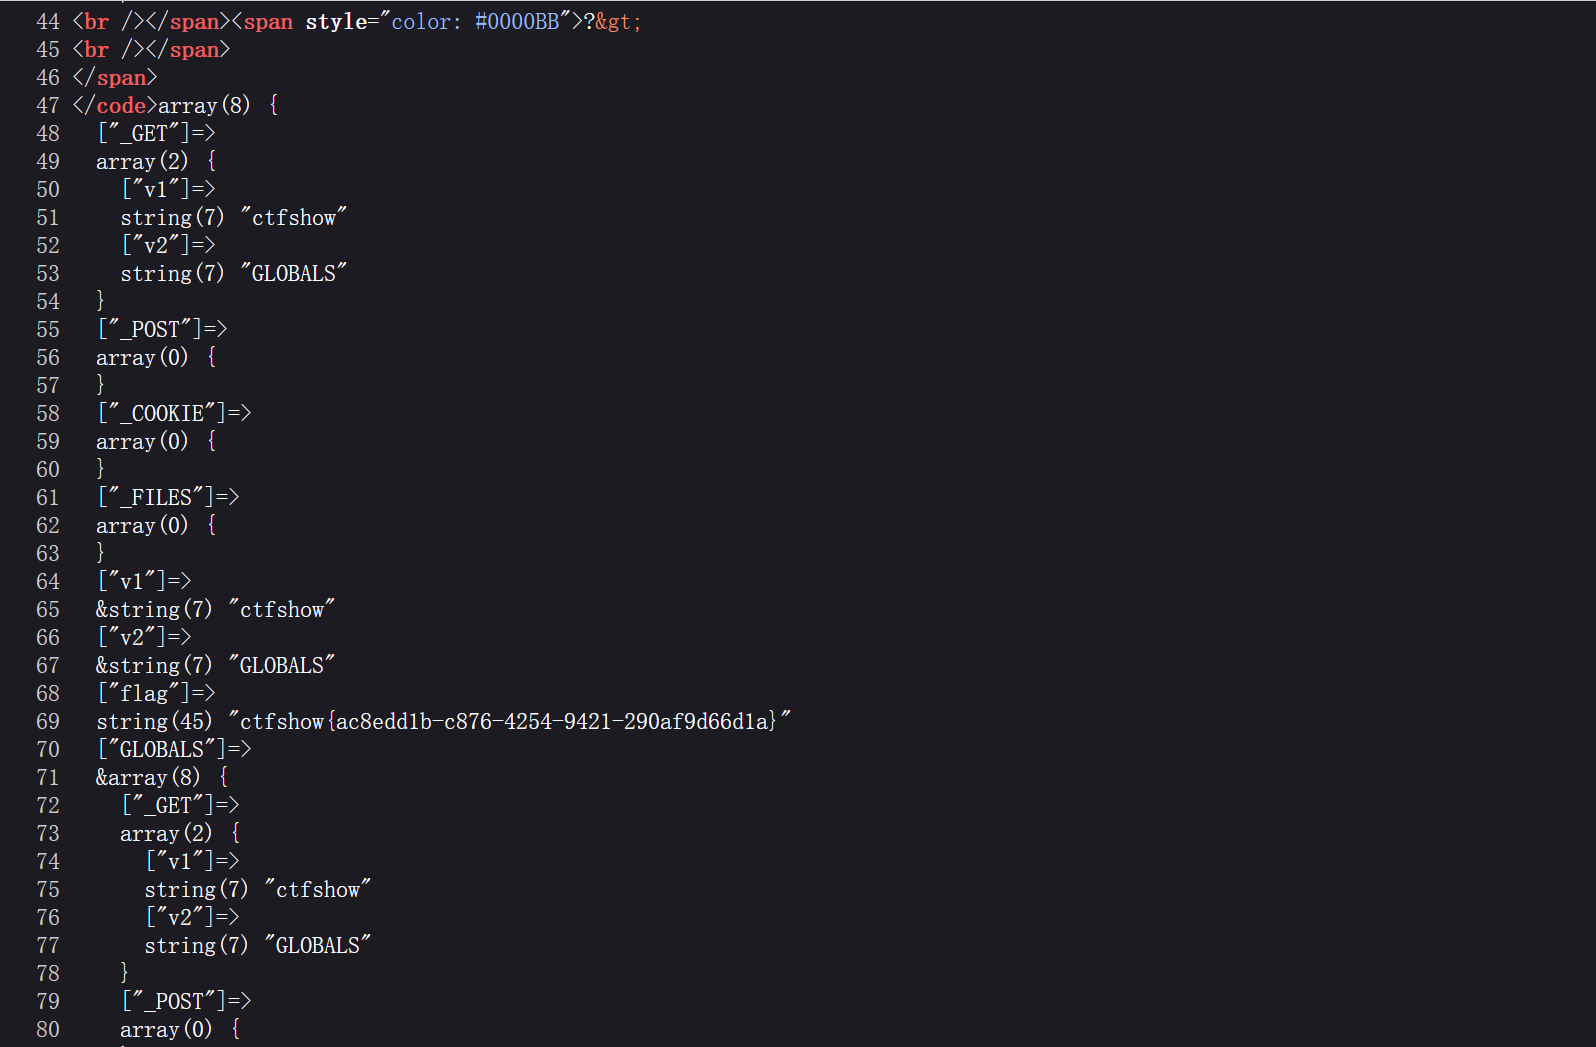 44 <br /></span><span style="color: #0000BB">?&gt;
45 <br /></span>
46 </span>
47 </code>array(8) {
48   ["_GET"]=>
49   array(2) {
50     ["v1"]=>
51     string(7) "ctfshow"
52     ["v2"]=>
53     string(7) "GLOBALS"
54   }
55   ["_POST"]=>
56   array(0) {
57   }
58   ["_COOKIE"]=>
59   array(0) {
60   }
61   ["_FILES"]=>
62   array(0) {
63   }
64   ["v1"]=>
65   &string(7) "ctfshow"
66   ["v2"]=>
67   &string(7) "GLOBALS"
68   ["flag"]=>
69   string(45) "ctfshow{ac8edd1b-c876-4254-9421-290af9d66d1a}"
70   ["GLOBALS"]=>
71   &array(8) {
72     ["_GET"]=>
73     array(2) {
74       ["v1"]=>
75       string(7) "ctfshow"
76       ["v2"]=>
77       string(7) "GLOBALS"
78     }
79     ["_POST"]=>
80     array(0) {